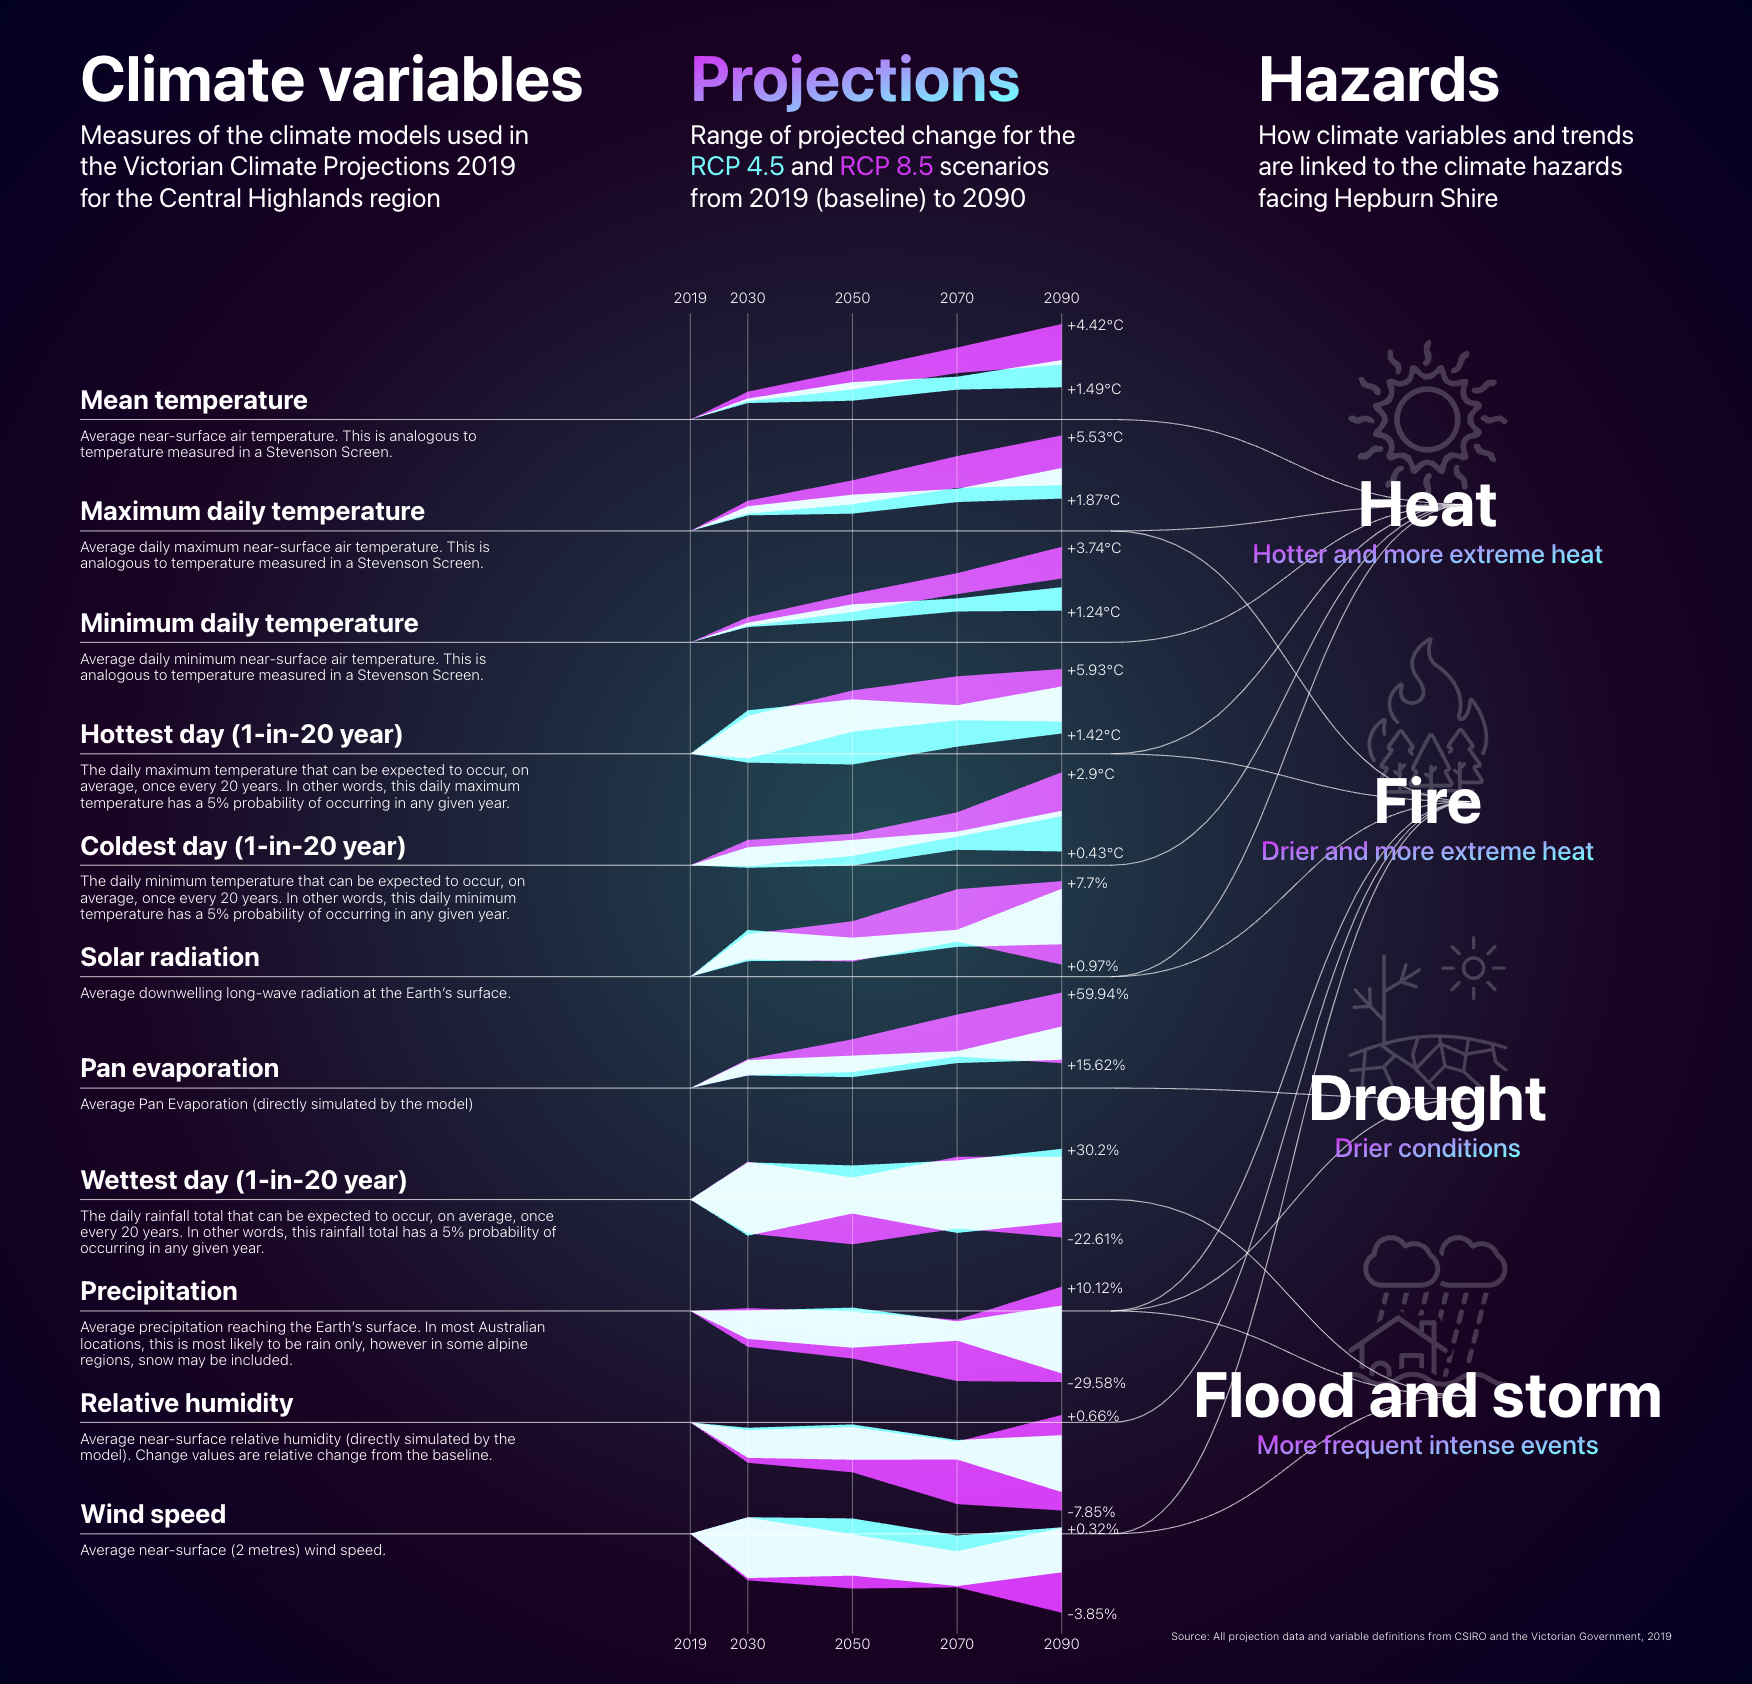 Climate variables
Measures of the climate models used in
the Victorian Climate Projections 2019
for the Central Highlands region
Projections
Range of projected change for the
RCP 4.5 and RCP 8.5 scenarios
from 2019 (baseline) to 2090
Hazards
How climate variables and trends
are linked to the climate hazards
facing Hepburn Shire
2019 2030 2050 2070 2090
Mean temperature
Average near-surface air temperature. This is analogous to
temperature measured in a Stevenson Screen.
+4.42°C
+1.49°C
Maximum daily temperature
Average daily maximum near-surface air temperature. This is
analogous to temperature measured in a Stevenson Screen.
+5.53°C
+1.87°C
Minimum daily temperature
Average daily minimum near-surface air temperature. This is
analogous to temperature measured in a Stevenson Screen.
+3.74°C
+1.24°C
Hottest day (1-in-20 year)
The daily maximum temperature that can be expected to occur, on
average, once every 20 years. In other words, this daily maximum
temperature has a 5% probability of occurring in any given year.
+5.93°C
+1.42°C
Coldest day (1-in-20 year)
The daily minimum temperature that can be expected to occur, on
average, once every 20 years. In other words, this daily minimum
temperature has a 5% probability of occurring in any given year.
+2.9°C
+0.43°C
Solar radiation
Average downwelling long-wave radiation at the Earth's surface.
+7.7%
+0.97%
Pan evaporation
Average Pan Evaporation (directly simulated by the model)
+59.94%
+15.62%
Wettest day (1-in-20 year)
The daily rainfall total that can be expected to occur, on average, once
every 20 years. In other words, this rainfall total has a 5% probability of
occurring in any given year.
+30.2%
-22.61%
Precipitation
Average precipitation reaching the Earth's surface. In most Australian
locations, this is most likely to be rain only, however in some alpine
regions, snow may be included.
+10.12%
-29.58%
Relative humidity
Average near-surface relative humidity (directly simulated by the
model). Change values are relative change from the baseline.
+0.66%
-7.85%
Wind speed
Average near-surface (2 metres) wind speed.
+0.32%
-3.85%
2019 2030 2050 2070 2090
Heat
Hotter and more extreme heat
Fire
Drier and more extreme heat
Drought
Drier conditions
Flood and storm
More frequent intense events
Source: All projection data and variable definitions from CSIRO and the Victorian Government, 2019